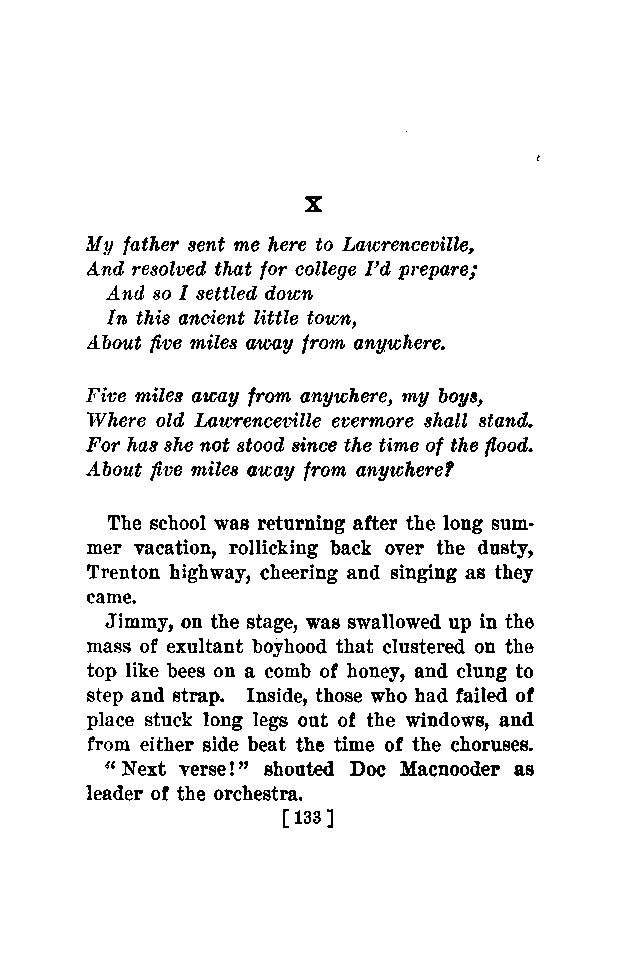 X
My father sent me here to Lawrenceville,
And resolved that for college I'd prepare;
And so I settled down
In this ancient little town,
About five miles away from anywhere.
Five miles away from anywhere, my boys,
Where old Lawrenceville evermore shall stand.
For has she not stood since the time of the flood.
About five miles away from anywhere?
The school was returning after the long sum-
mer vacation, rollicking back over the dusty,
Trenton highway, cheering and singing as they
came.
Jimmy, on the stage, was swallowed up in the
mass of exultant boyhood that clustered on the
top like bees on a comb of honey, and clung to
step and strap. Inside, those who had failed of
place stuck long legs out of the windows, and
from either side beat the time of the choruses.
"Next verse!" shouted Doc Macnooder as
leader of the orchestra.
[133]